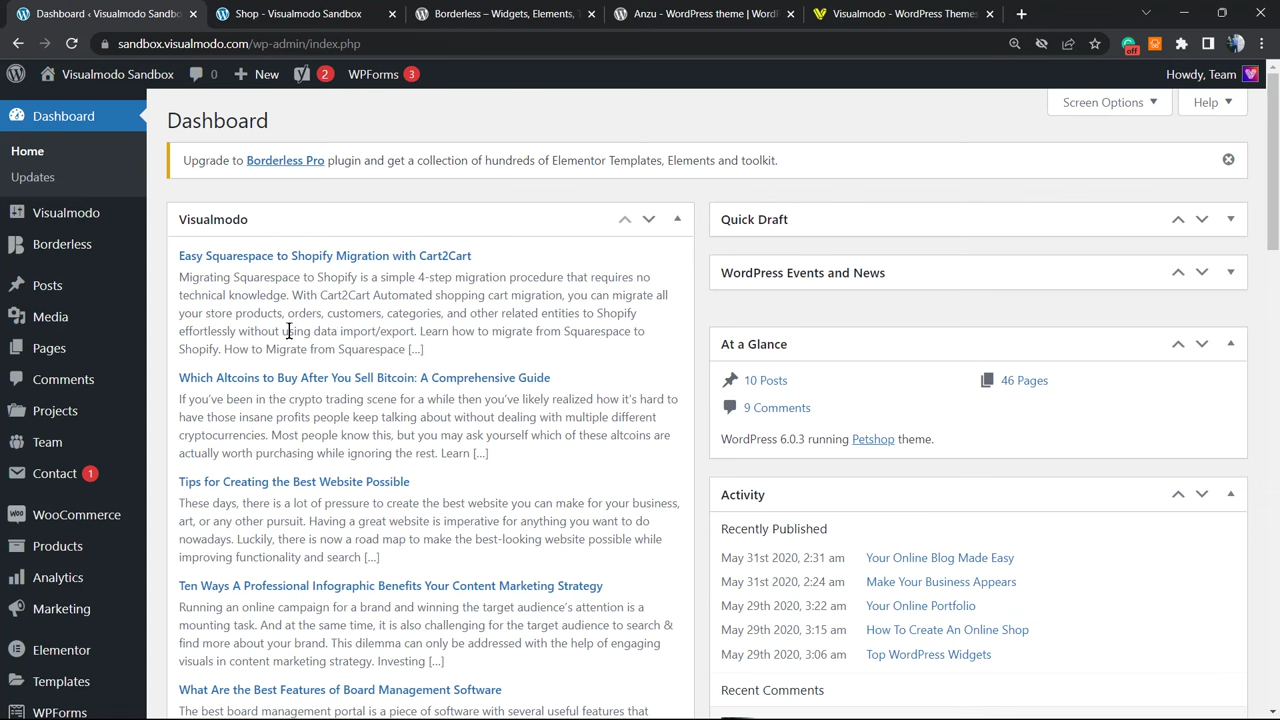 Dashboard ‹ Visualmodo Sandbo
Shop - Visualmodo Sandbox
Borderless – Widgets, Elements, T
Anzu - WordPress theme | WordP
Visualmodo - WordPress Themes
sandbox.visualmodo.com/wp-admin/index.php
off
Visualmodo Sandbox
0
New
2
WPForms
3
Howdy, Team
Dashboard
Home
Updates
Visualmodo
Borderless
Posts
Media
Pages
Comments
Projects
Team
Contact 1
WooCommerce
Products
Analytics
Marketing
Elementor
Templates
WPForms
Screen Options
Help
Dashboard
Upgrade to Borderless Pro plugin and get a collection of hundreds of Elementor Templates, Elements and toolkit.
Visualmodo
Easy Squarespace to Shopify Migration with Cart2Cart
Migrating Squarespace to Shopify is a simple 4-step migration procedure that requires no
technical knowledge. With Cart2Cart Automated shopping cart migration, you can migrate all
your store products, orders, customers, categories, and other related entities to Shopify
effortlessly without using data import/export. Learn how to migrate from Squarespace to
Shopify. How to Migrate from Squarespace […]
Which Altcoins to Buy After You Sell Bitcoin: A Comprehensive Guide
If you’ve been in the crypto trading scene for a while then you’ve likely realized how it’s hard to
have those insane profits people keep talking about without dealing with multiple different
cryptocurrencies. Most people know this, but you may ask yourself which of these altcoins are
actually worth purchasing while ignoring the rest. Learn […]
Tips for Creating the Best Website Possible
These days, there is a lot of pressure to create the best website you can make for your business,
art, or any other pursuit. Having a great website is imperative for anything you want to do
nowadays. Luckily, there is now a road map to make the best-looking website possible while
improving functionality and search […]
Ten Ways A Professional Infographic Benefits Your Content Marketing Strategy
Running an online campaign for a brand and winning the target audience’s attention is a
mounting task. And at the same time, it is also challenging for the target audience to search &
find more about your brand. This dilemma can only be addressed with the help of engaging
visuals in content marketing strategy. Investing […]
What Are the Best Features of Board Management Software
The best board management portal is a piece of software with several useful features that
Quick Draft
WordPress Events and News
At a Glance
10 Posts
46 Pages
9 Comments
WordPress 6.0.3 running Petshop theme.
Activity
Recently Published
May 31st 2020, 2:31 am Your Online Blog Made Easy
May 31st 2020, 2:24 am Make Your Business Appears
May 29th 2020, 3:22 am Your Online Portfolio
May 29th 2020, 3:15 am How To Create An Online Shop
May 29th 2020, 3:06 am Top WordPress Widgets
Recent Comments